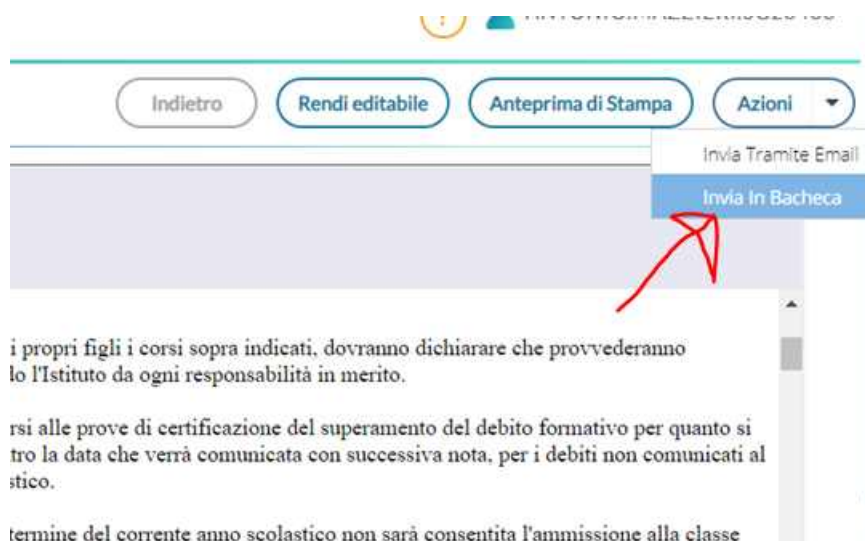 Indietro
Rendi editabile
Anteprima di Stampa
Azioni
Invia Tramite Email
Invia In Bacheca
i propri figli i corsi sopra indicati, dovranno dichiarare che provvederanno
lo l'Istituto da ogni responsabilità in merito.
rsi alle prove di certificazione del superamento del debito formativo per quanto si
tro la data che verrà comunicata con successiva nota, per i debiti non comunicati al
stico.
termine del corrente anno scolastico non sarà consentita l'ammissione alla classe